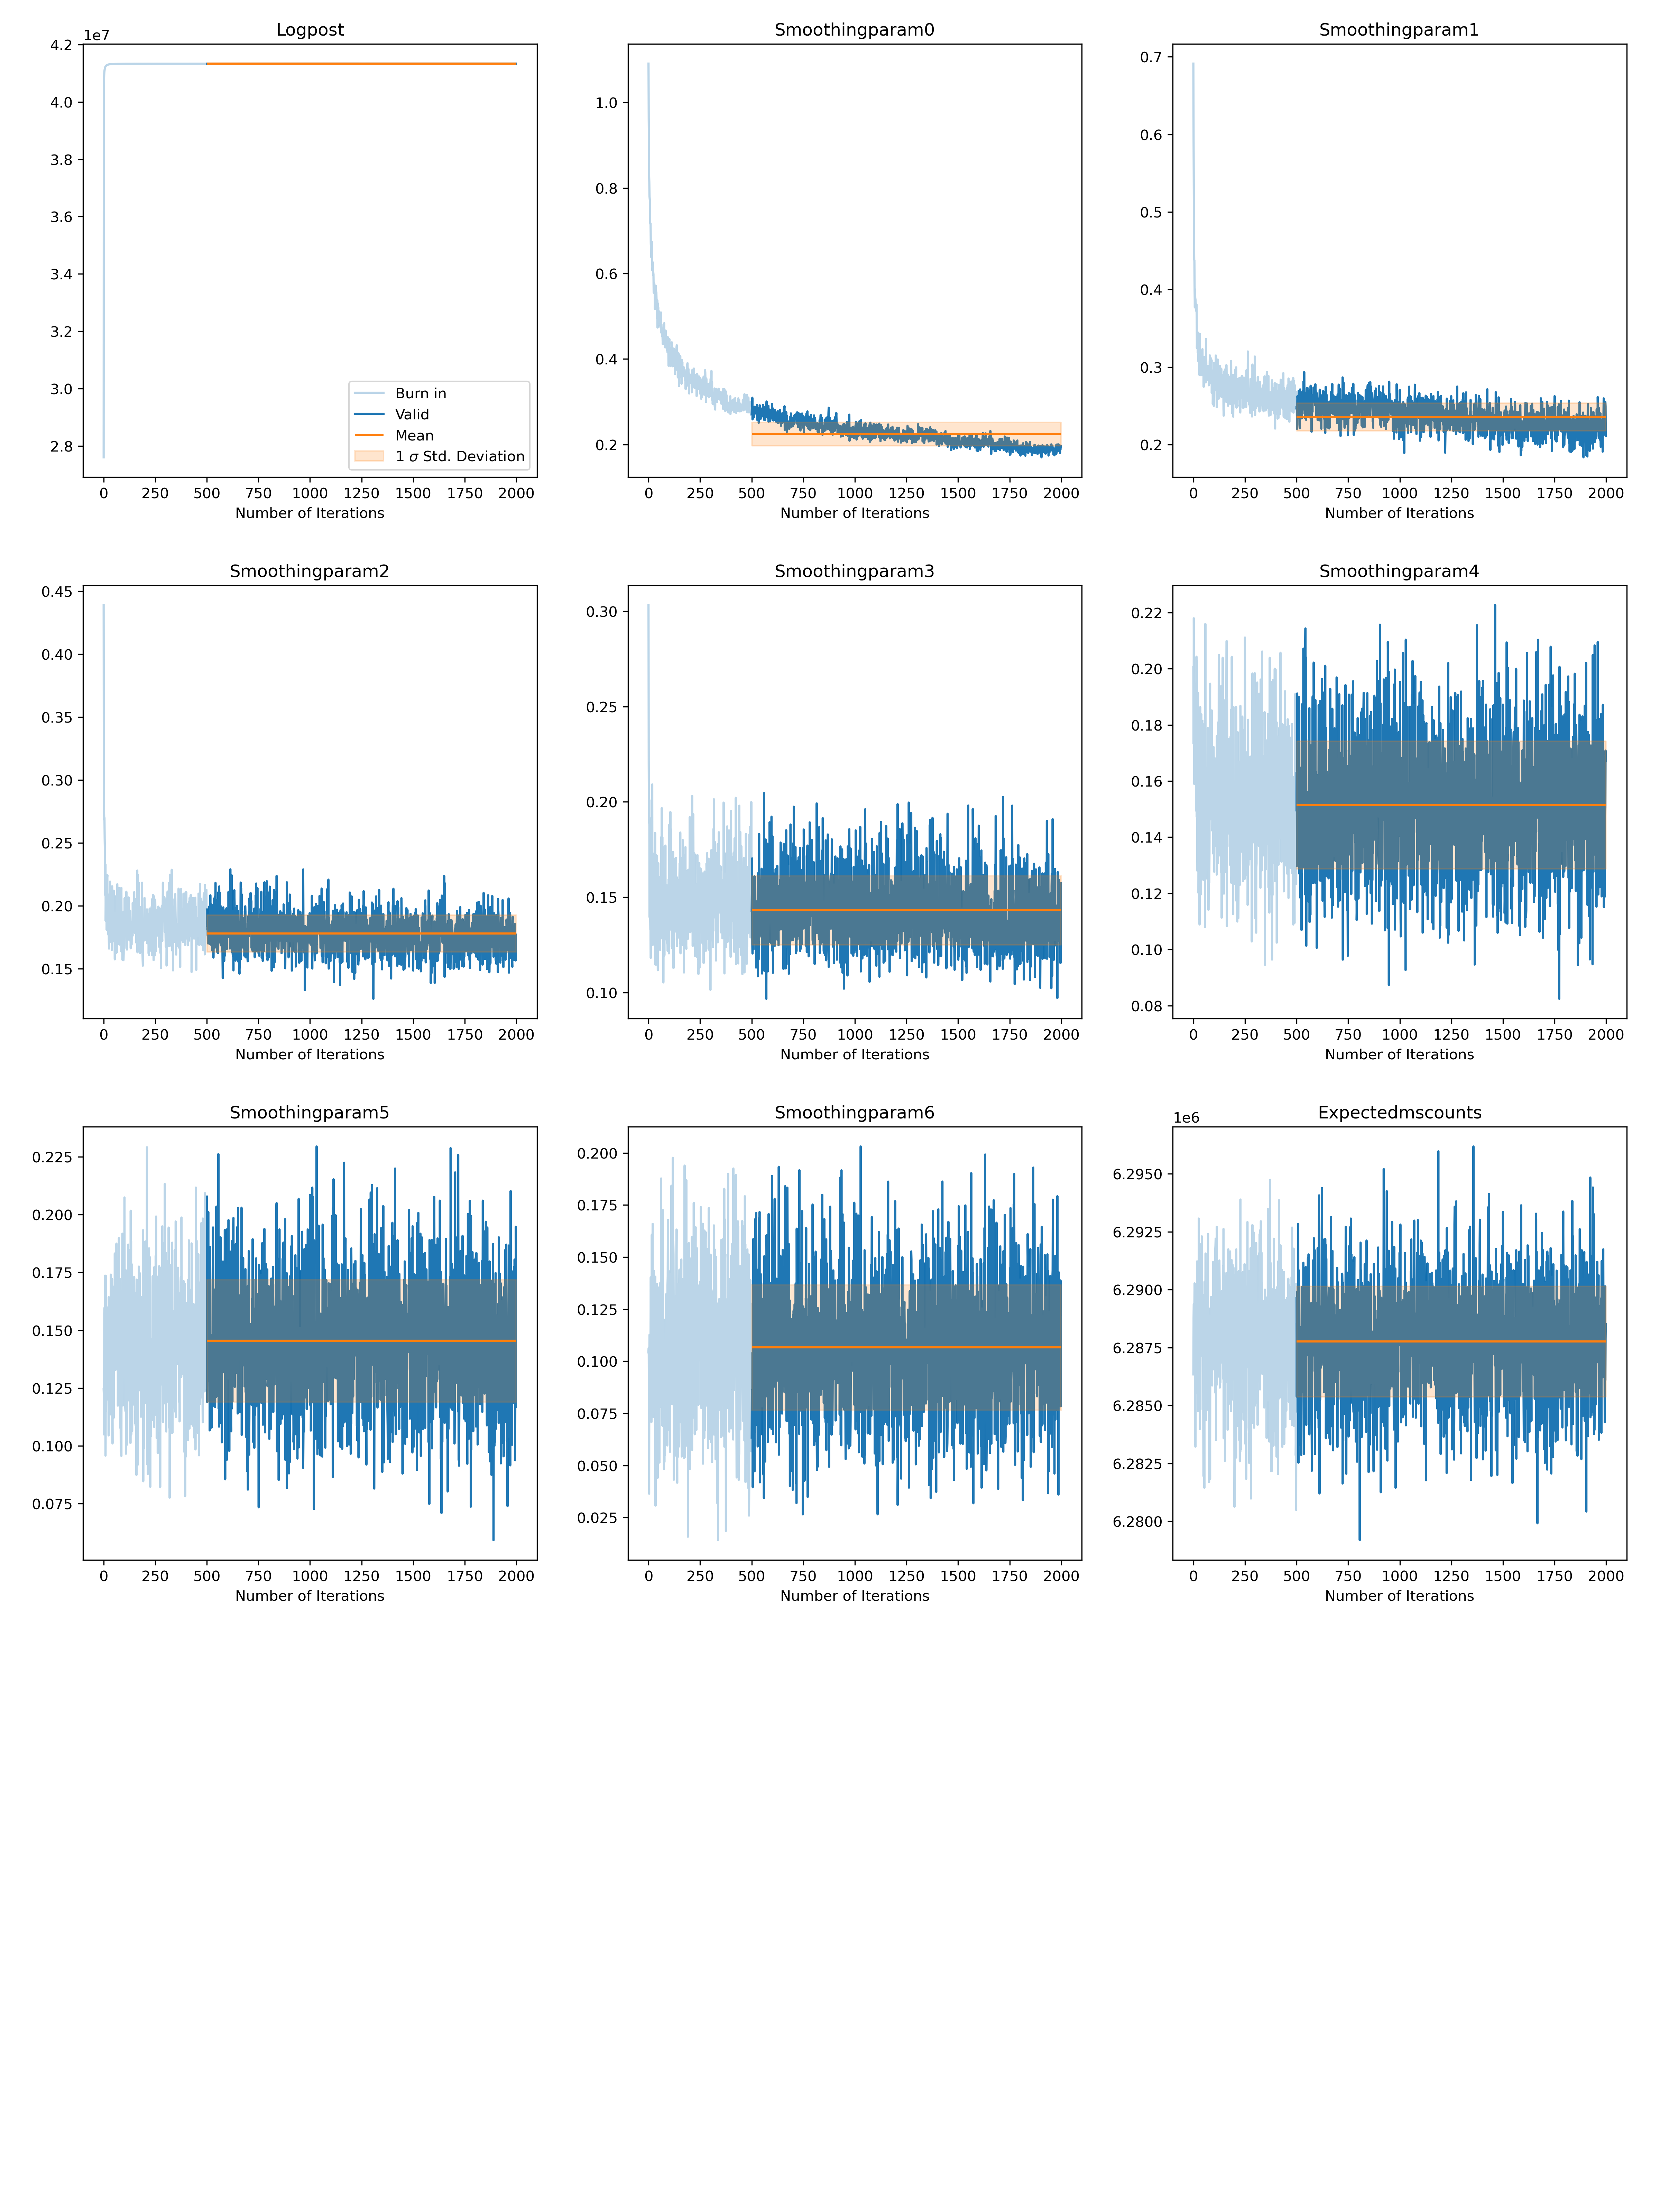 Logpost
1e7
4.2
4.0
3.8
3.6
3.4
3.2
3.0
2.8
Burn in
Valid
Mean
1 σ Std. Deviation
0 250 500 750 1000 1250 1500 1750 2000
Number of Iterations
Smoothingparam0
1.0
0.8
0.6
0.4
0.2
0 250 500 750 1000 1250 1500 1750 2000
Number of Iterations
Smoothingparam1
0.7
0.6
0.5
0.4
0.3
0.2
0 250 500 750 1000 1250 1500 1750 2000
Number of Iterations
Smoothingparam2
0.45
0.40
0.35
0.30
0.25
0.20
0.15
0 250 500 750 1000 1250 1500 1750 2000
Number of Iterations
Smoothingparam3
0.30
0.25
0.20
0.15
0.10
0 250 500 750 1000 1250 1500 1750 2000
Number of Iterations
Smoothingparam4
0.22
0.20
0.18
0.16
0.14
0.12
0.10
0.08
0 250 500 750 1000 1250 1500 1750 2000
Number of Iterations
Smoothingparam5
0.225
0.200
0.175
0.150
0.125
0.100
0.075
0 250 500 750 1000 1250 1500 1750 2000
Number of Iterations
Smoothingparam6
0.200
0.175
0.150
0.125
0.100
0.075
0.050
0.025
0 250 500 750 1000 1250 1500 1750 2000
Number of Iterations
Expectedmscounts
1e6
6.2950
6.2925
6.2900
6.2875
6.2850
6.2825
6.2800
0 250 500 750 1000 1250 1500 1750 2000
Number of Iterations